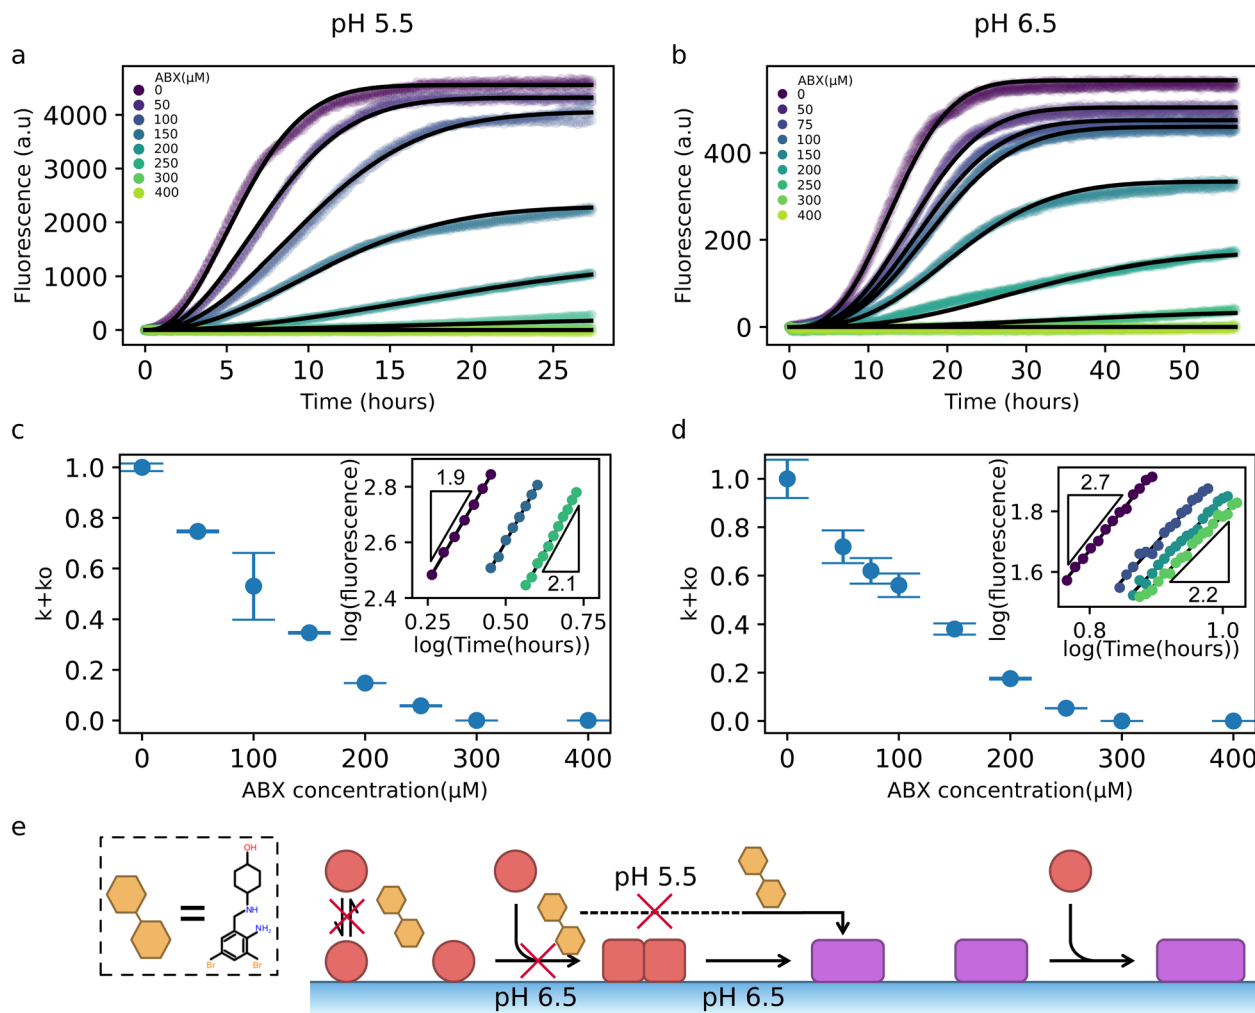 pH 5.5
pH 6.5
a
ABX(μM)
0
50
100
150
200
250
300
400
Fluorescence (a.u)
4000
3000
2000
1000
0
0 5 10 15 20 25
Time (hours)
b
ABX(μM)
0
50
75
100
150
200
250
300
400
Fluorescence (a.u)
400
200
0
0 10 20 30 40 50
Time (hours)
c
k+ko
1.0
0.8
0.6
0.4
0.2
0.0
0 100 200 300 400
ABX concentration(μM)
log(fluorescence)
2.8
2.6
2.4
1.9
2.1
0.25 0.50 0.75
log(Time(hours))
d
k+ko
1.0
0.8
0.6
0.4
0.2
0.0
0 100 200 300 400
ABX concentration(μM)
log(fluorescence)
1.8
1.6
2.7
2.2
0.8 1.0
log(Time(hours))
e
OH
NH
NH₂
Br
Br
=
pH 5.5
pH 6.5
pH 6.5